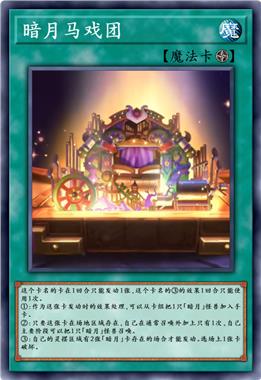 暗月马戏团
魔
【魔法卡】
这个卡名的卡在1回合只能发动1张，这个卡名的③的效果1回合只能使
用1次。
①：作为这张卡发动时的效果处理，可以从卡组把1只「暗月」怪兽加入手
卡。
②：只要这张卡在场地区域存在，自己在通常召唤外加上只有1次，自己
主要阶段可以把1只「暗月」怪兽召唤。
③：自己的灵摆区域有2张「暗月」卡存在的场合才能发动。选场上1张卡
破坏。